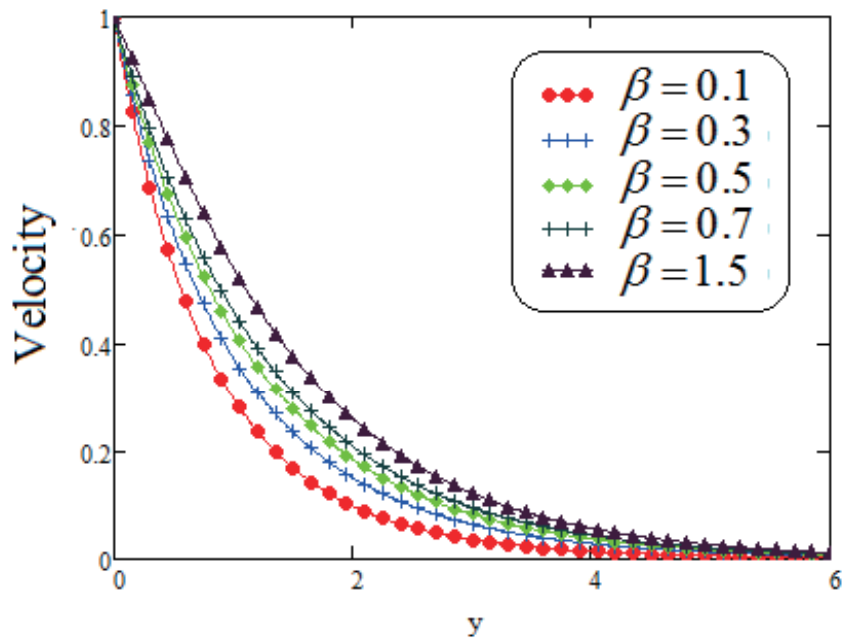 1
0.8
0.6
0.4
0.2
0
Velocity
β = 0.1
β = 0.3
β = 0.5
β = 0.7
β = 1.5
0 2 4 6
y